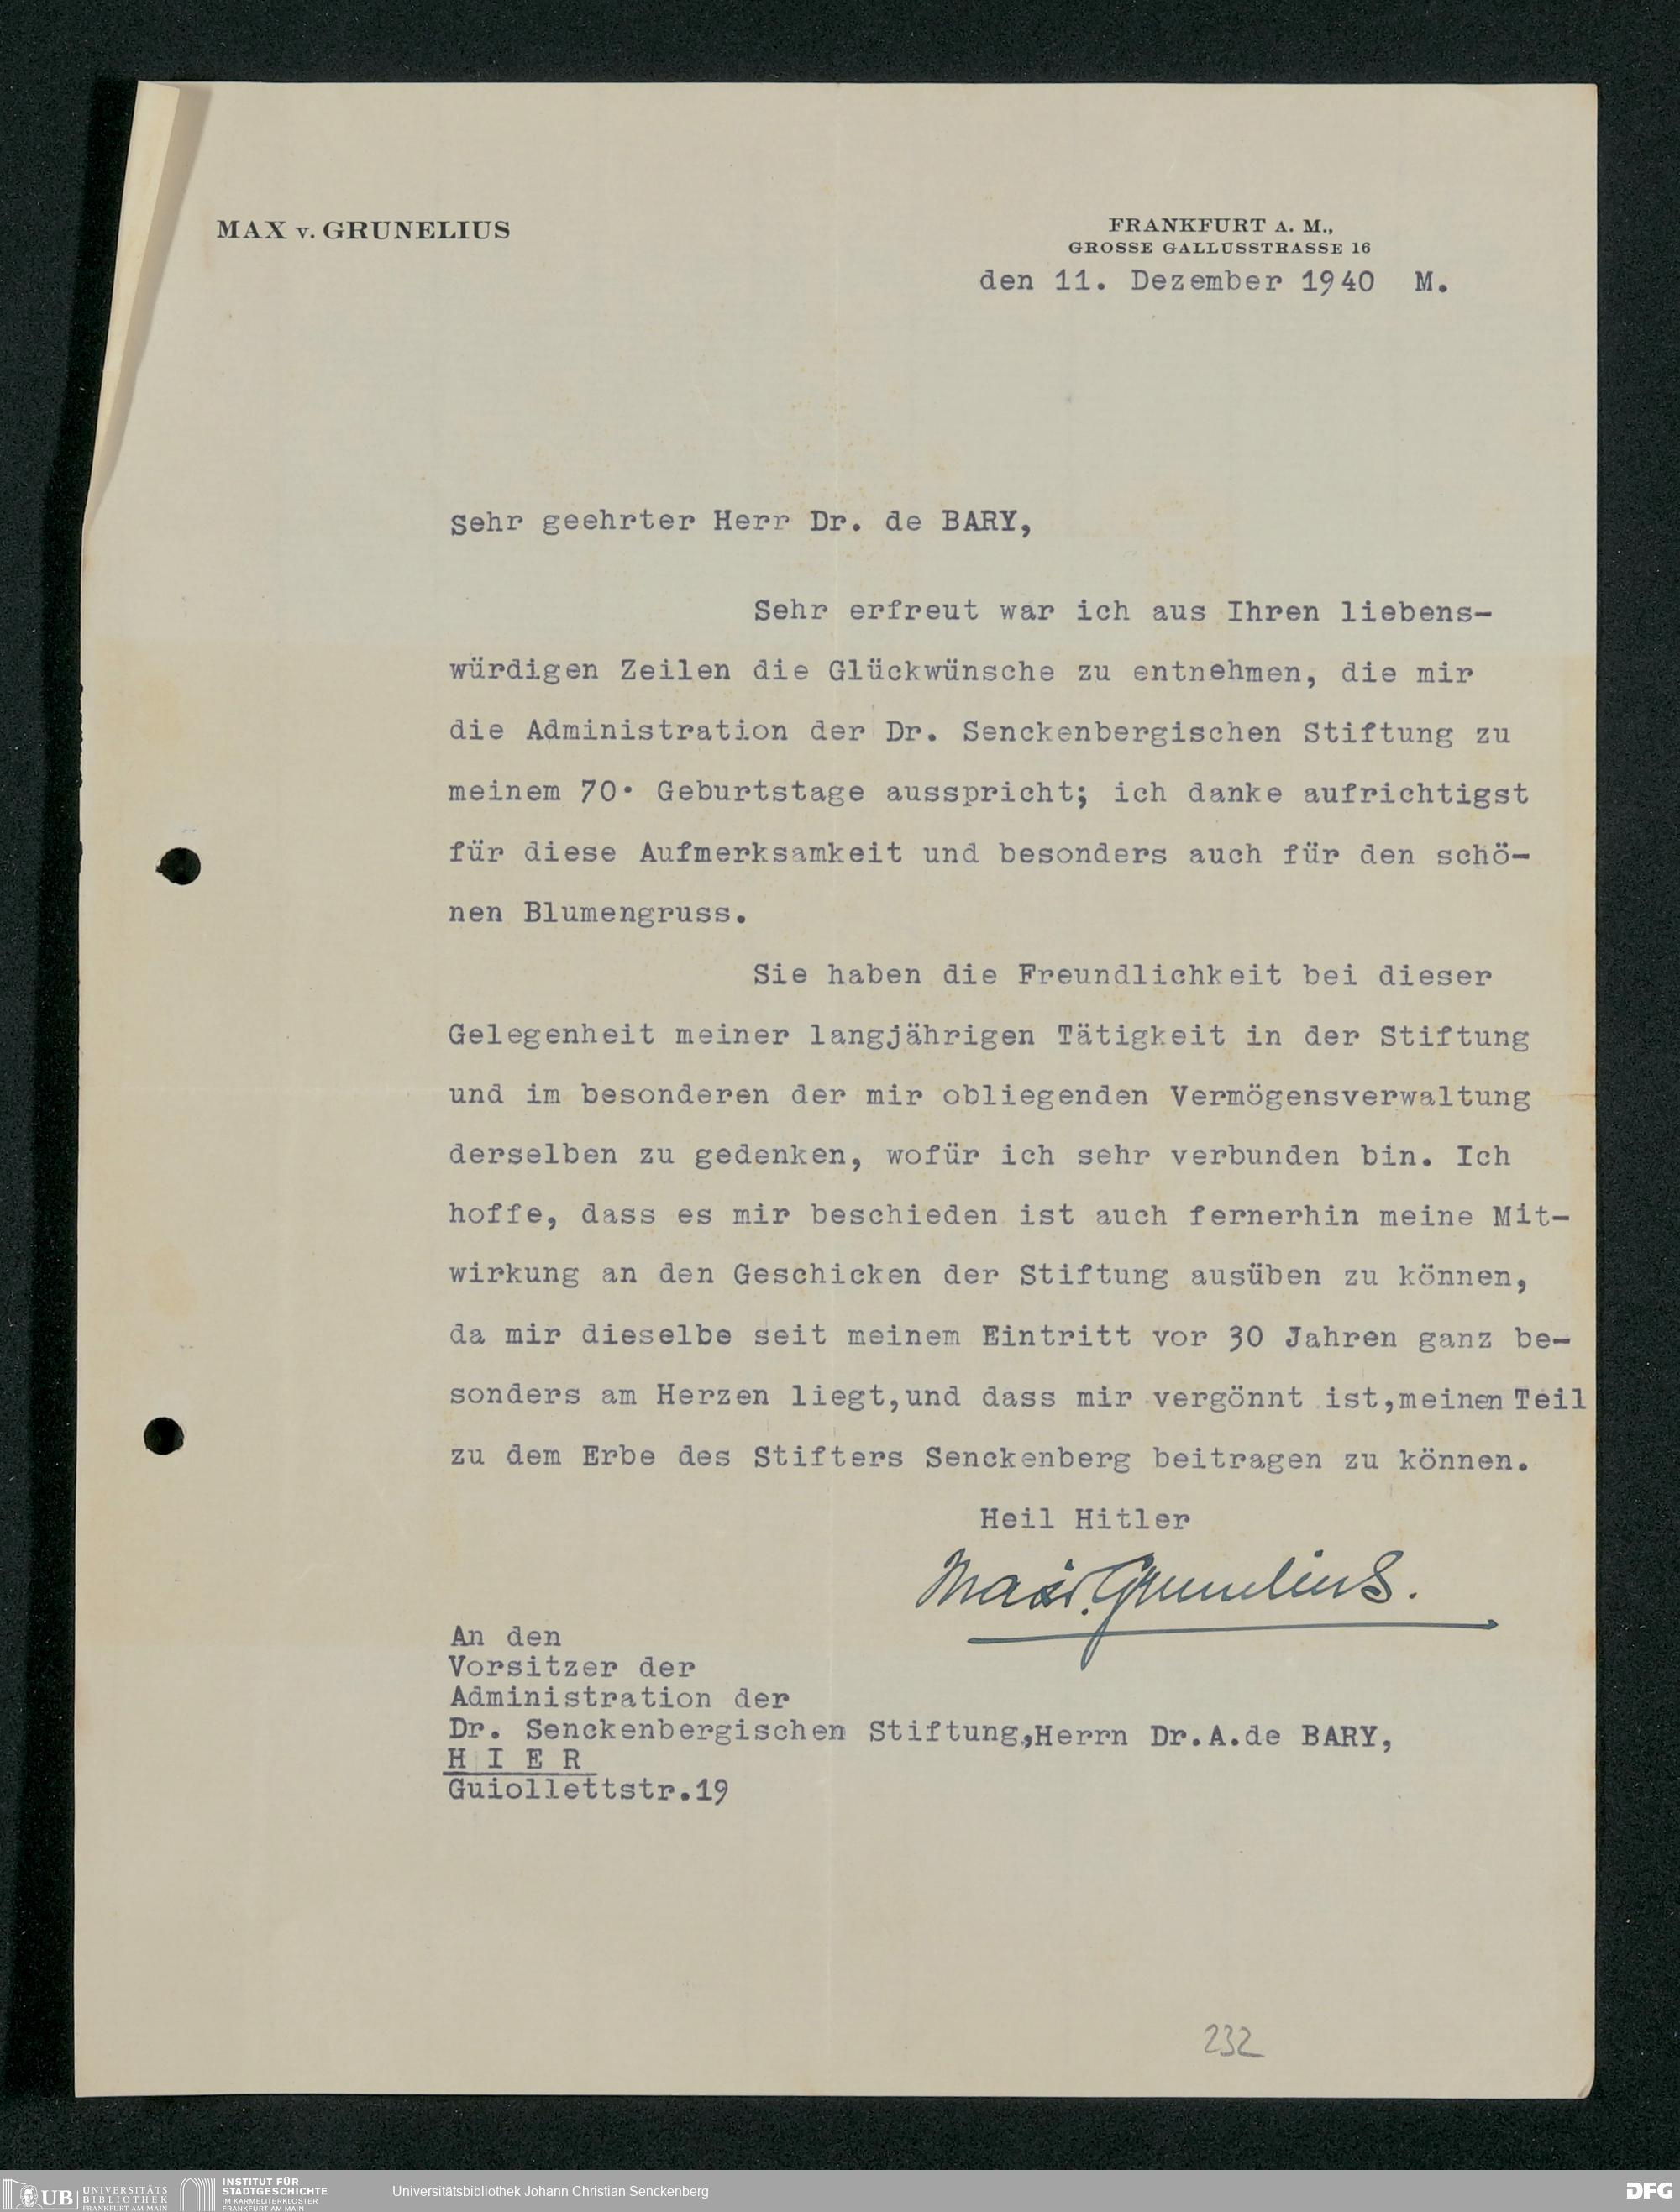 MAX v. GRUNELIUS
FRANKFURT A. M.,
GROSSE GALLUSSTRASSE 16
den 11. Dezember 1940 M.
Sehr geehrter Herr Dr. de BARY,
Sehr erfreut war ich aus Ihren liebens-
würdigen Zeilen die Glückwünsche zu entnehmen, die mir
die Administration der Dr. Senckenbergischen Stiftung zu
meinem 70. Geburtstage ausspricht; ich danke aufrichtigst
für diese Aufmerksamkeit und besonders auch für den schö-
nen Blumengruss.
Sie haben die Freundlichkeit bei dieser
Gelegenheit meiner langjährigen Tätigkeit in der Stiftung
und im besonderen der mir obliegenden Vermögensverwaltung
derselben zu gedenken, wofür ich sehr verbunden bin. Ich
hoffe, dass es mir beschieden ist auch fernerhin meine Mit-
wirkung an den Geschicken der Stiftung ausüben zu können,
da mir dieselbe seit meinem Eintritt vor 30 Jahren ganz be-
sonders am Herzen liegt,und dass mir vergönnt ist,meinen Teil
zu dem Erbe des Stifters Senckenberg beitragen zu können.
Heil Hitler
Max v. Grunelius.
An den
Vorsitzer der
Administration der
Dr. Senckenbergischen Stiftung,Herrn Dr.A.de BARY,
H I E R
Guiollettstr.19
232
UB UNIVERSITÄTS
BIBLIOTHEK
FRANKFURT AM MAIN
INSTITUT FÜR
STADTGESCHICHTE
IM KARMELITERKLOSTER
FRANKFURT AM MAIN
Universitätsbibliothek Johann Christian Senckenberg
DFG